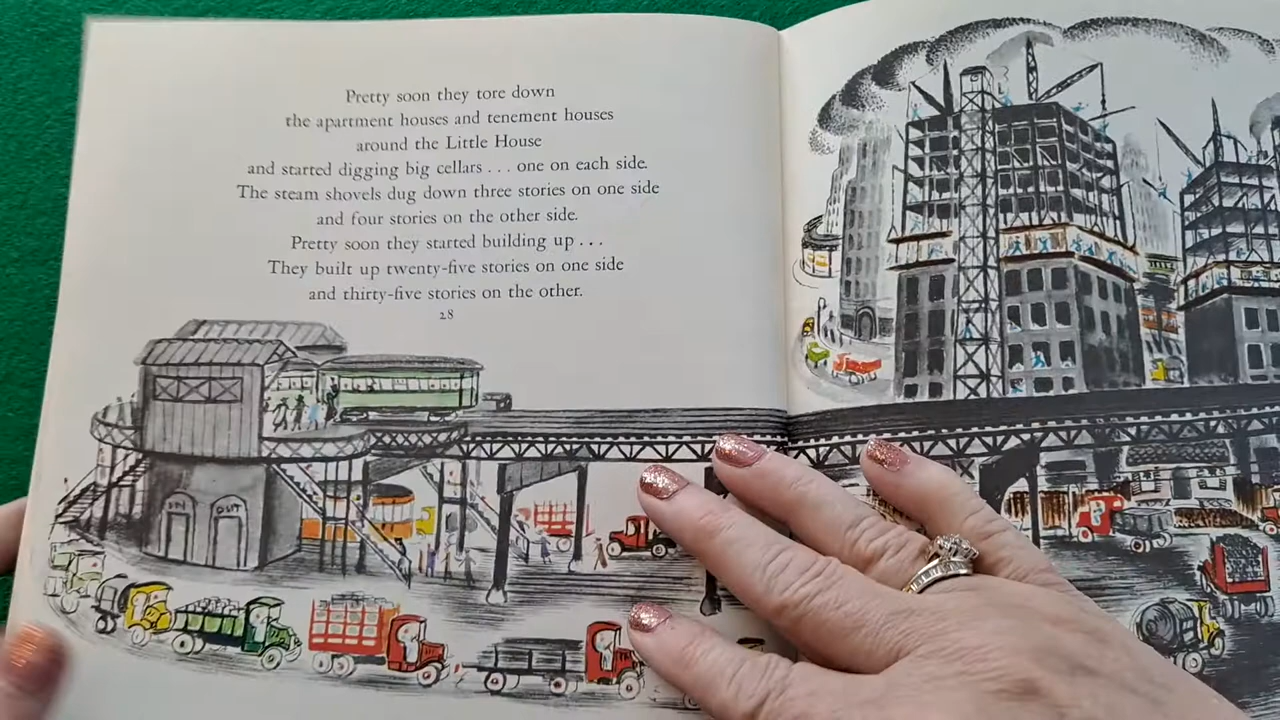 Pretty soon they tore down
the apartment houses and tenement houses
around the Little House
and started digging big cellars . . . one on each side.
The steam shovels dug down three stories on one side
and four stories on the other side.
Pretty soon they started building up . . .
They built up twenty-five stories on one side
and thirty-five stories on the other.
28
IN OUT